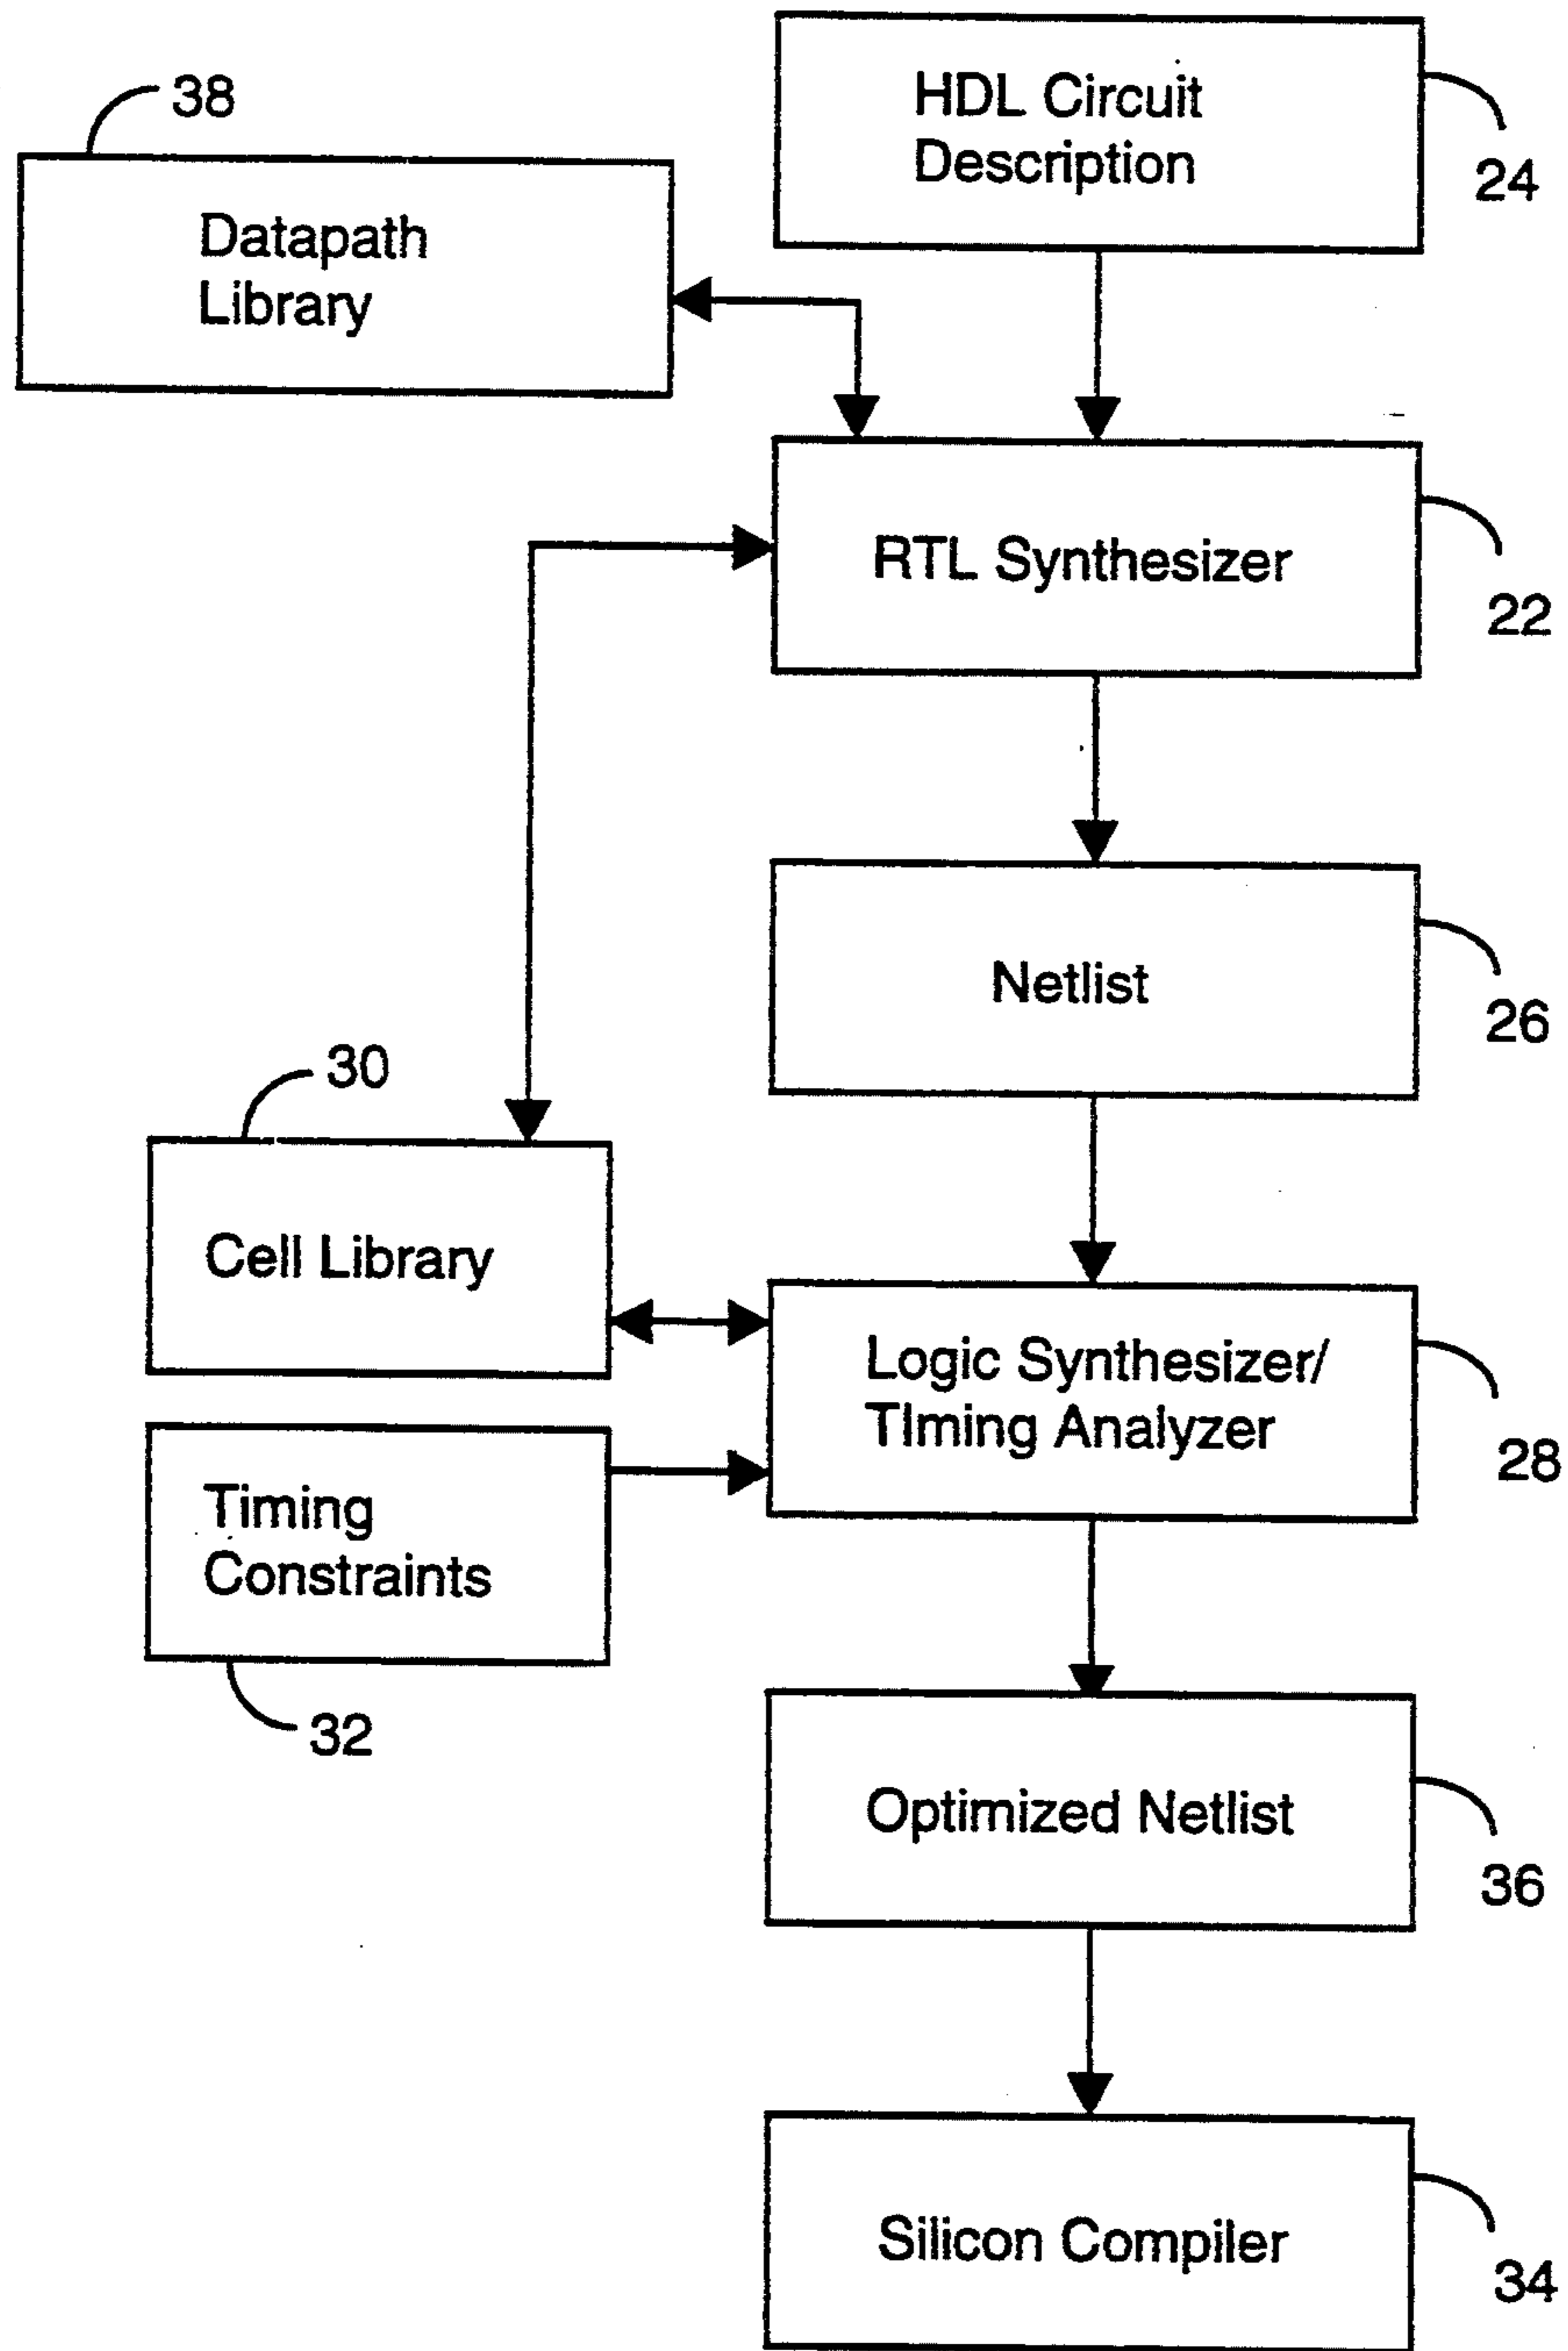 38
HDL Circuit
Description
24
Datapath
Library
RTL Synthesizer
22
Netlist
26
30
Cell Library
Logic Synthesizer/
TIming Analyzer
28
Timing
Constraints
32
Optimized Netlist
36
Silicon Compiler
34